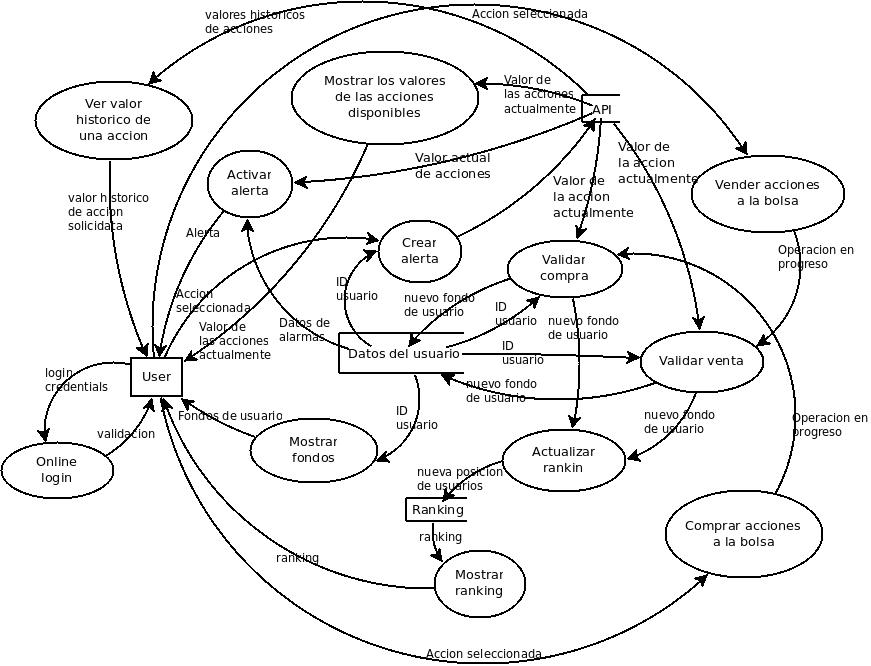 valores historicos
de acciones
Accion seleccionada
Ver valor
historico de
una accion
Mostrar los valores
de las acciones
disponibles
Valor de
las acciones
actualmente
API
Valor actual
de acciones
Valor de
la accion
actualmente
Valor de
la accion
actualmente
Vender acciones
a la bolsa
Activar
alerta
valor historico
de accion
solicidata
Alerta
Crear
alerta
Validar
compra
Operacion en
progreso
ID
usuario
nuevo fondo
de usuario
ID
usuario
Accion
seleccionada
Valor de
las acciones
actualmente
Datos de
alarmas
nuevo fondo
de usuario
Datos del usuario
ID
usuario
Validar venta
User
login
credentials
nuevo fondo
de usuario
Fondos de usuario
ID
usuario
nuevo fondo
de usuario
Operacion en
progreso
validacion
Online
login
Mostrar
fondos
Actualizar
rankin
nueva posicion
de usuarios
Ranking
ranking
Comprar acciones
a la bolsa
ranking
Mostrar
ranking
Accion seleccionada